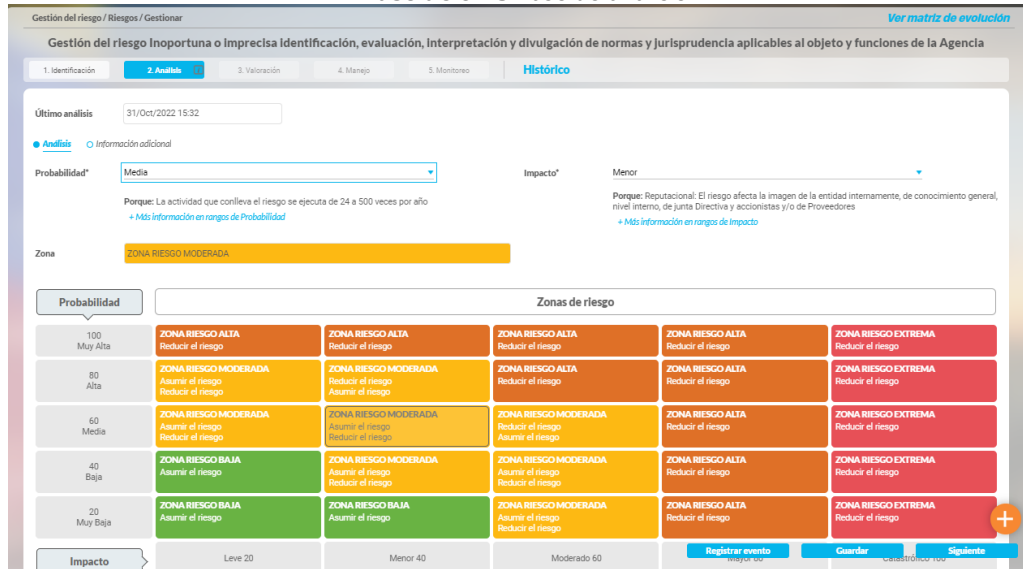 Gestión del riesgo / Riesgos / Gestionar
Ver matriz de evolución
Gestión del riesgo Inoportuna o imprecisa identificación, evaluación, interpretación y divulgación de normas y jurisprudencia aplicables al objeto y funciones de la Agencia
1. Identificación
2. Análisis
3. Valoración
4. Manejo
5. Monitoreo
Histórico
Último análisis
31/Oct/2022 15:32
Análisis
Información adicional
Probabilidad*
Media
Impacto*
Menor
Porque: La actividad que conlleva el riesgo se ejecuta de 24 a 500 veces por año
+ Más información en rangos de Probabilidad
Porque: Reputacional: El riesgo afecta la imagen de la entidad internamente, de conocimiento general,
nivel interno, de junta Directiva y accionistas y/o de Proveedores
+ Más información en rangos de Impacto
Zona
ZONA RIESGO MODERADA
Probabilidad
Zonas de riesgo
100
Muy Alta
ZONA RIESGO ALTA
Reducir el riesgo
ZONA RIESGO ALTA
Reducir el riesgo
ZONA RIESGO ALTA
Reducir el riesgo
ZONA RIESGO ALTA
Reducir el riesgo
ZONA RIESGO EXTREMA
Reducir el riesgo
80
Alta
ZONA RIESGO MODERADA
Asumir el riesgo
Reducir el riesgo
ZONA RIESGO MODERADA
Reducir el riesgo
Asumir el riesgo
ZONA RIESGO ALTA
Reducir el riesgo
ZONA RIESGO ALTA
Reducir el riesgo
ZONA RIESGO EXTREMA
Reducir el riesgo
60
Media
ZONA RIESGO MODERADA
Asumir el riesgo
Reducir el riesgo
ZONA RIESGO MODERADA
Asumir el riesgo
Reducir el riesgo
ZONA RIESGO MODERADA
Reducir el riesgo
Asumir el riesgo
ZONA RIESGO ALTA
Reducir el riesgo
ZONA RIESGO EXTREMA
Reducir el riesgo
40
Baja
ZONA RIESGO BAJA
Asumir el riesgo
ZONA RIESGO MODERADA
Asumir el riesgo
Reducir el riesgo
ZONA RIESGO MODERADA
Asumir el riesgo
Reducir el riesgo
ZONA RIESGO ALTA
Reducir el riesgo
ZONA RIESGO EXTREMA
Reducir el riesgo
20
Muy Baja
ZONA RIESGO BAJA
Asumir el riesgo
ZONA RIESGO BAJA
Asumir el riesgo
ZONA RIESGO MODERADA
Asumir el riesgo
Reducir el riesgo
ZONA RIESGO ALTA
Reducir el riesgo
ZONA RIESGO EXTREMA
Reducir el riesgo
Registrar evento
Guardar
Siguiente
Impacto
Leve 20
Menor 40
Moderado 60
Mayor 80
Catastrófico 100